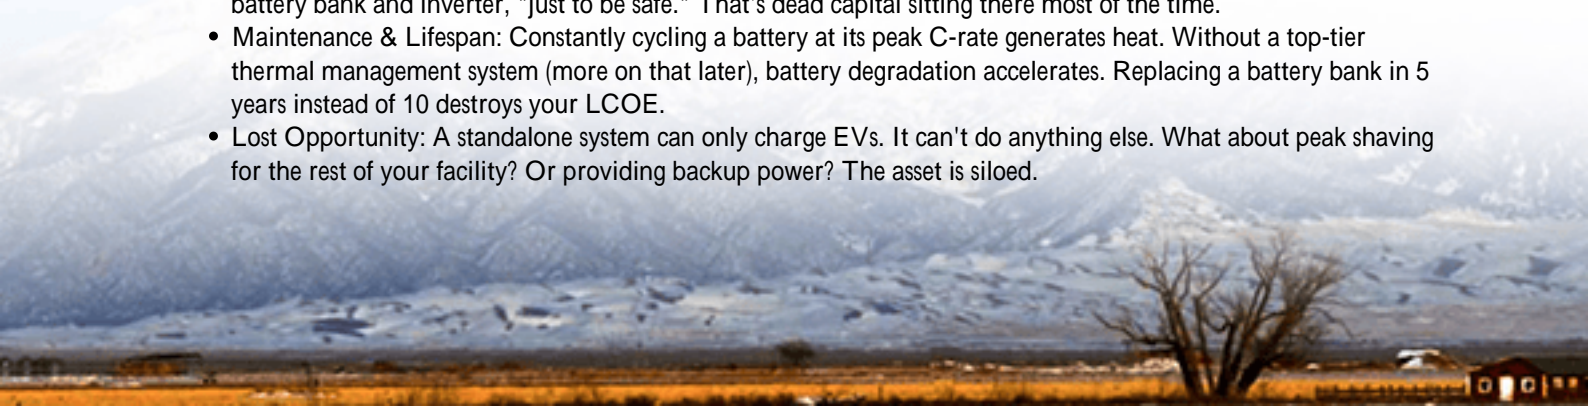 battery bank and inverter, "just to be safe." That's dead capital sitting there most of the time.
• Maintenance & Lifespan: Constantly cycling a battery at its peak C-rate generates heat. Without a top-tier
thermal management system (more on that later), battery degradation accelerates. Replacing a battery bank in 5
years instead of 10 destroys your LCOE.
• Lost Opportunity: A standalone system can only charge EVs. It can't do anything else. What about peak shaving
for the rest of your facility? Or providing backup power? The asset is siloed.